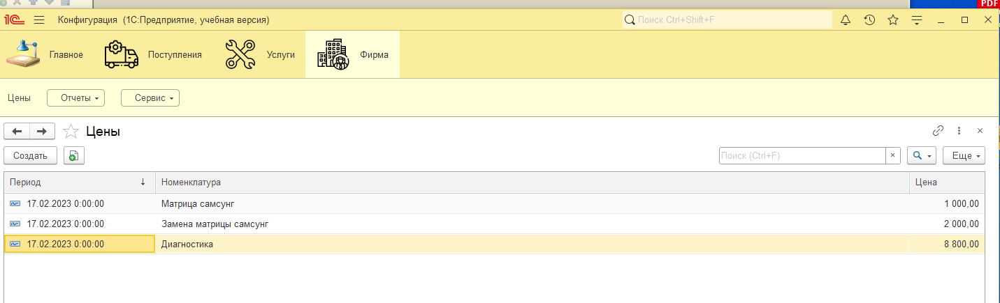 PDF
1С Конфигурация (1С:Предприятие, учебная версия) Поиск Ctrl+Shift+F
Главное Поступления Услуги Фирма
Цены Отчеты Сервис
Цены
Создать Поиск (Ctrl+F) × Еще
Период ↓ Номенклатура Цена
17.02.2023 0:00:00 Матрица самсунг 1 000,00
17.02.2023 0:00:00 Замена матрицы самсунг 2 000,00
17.02.2023 0:00:00 Диагностика 8 800,00